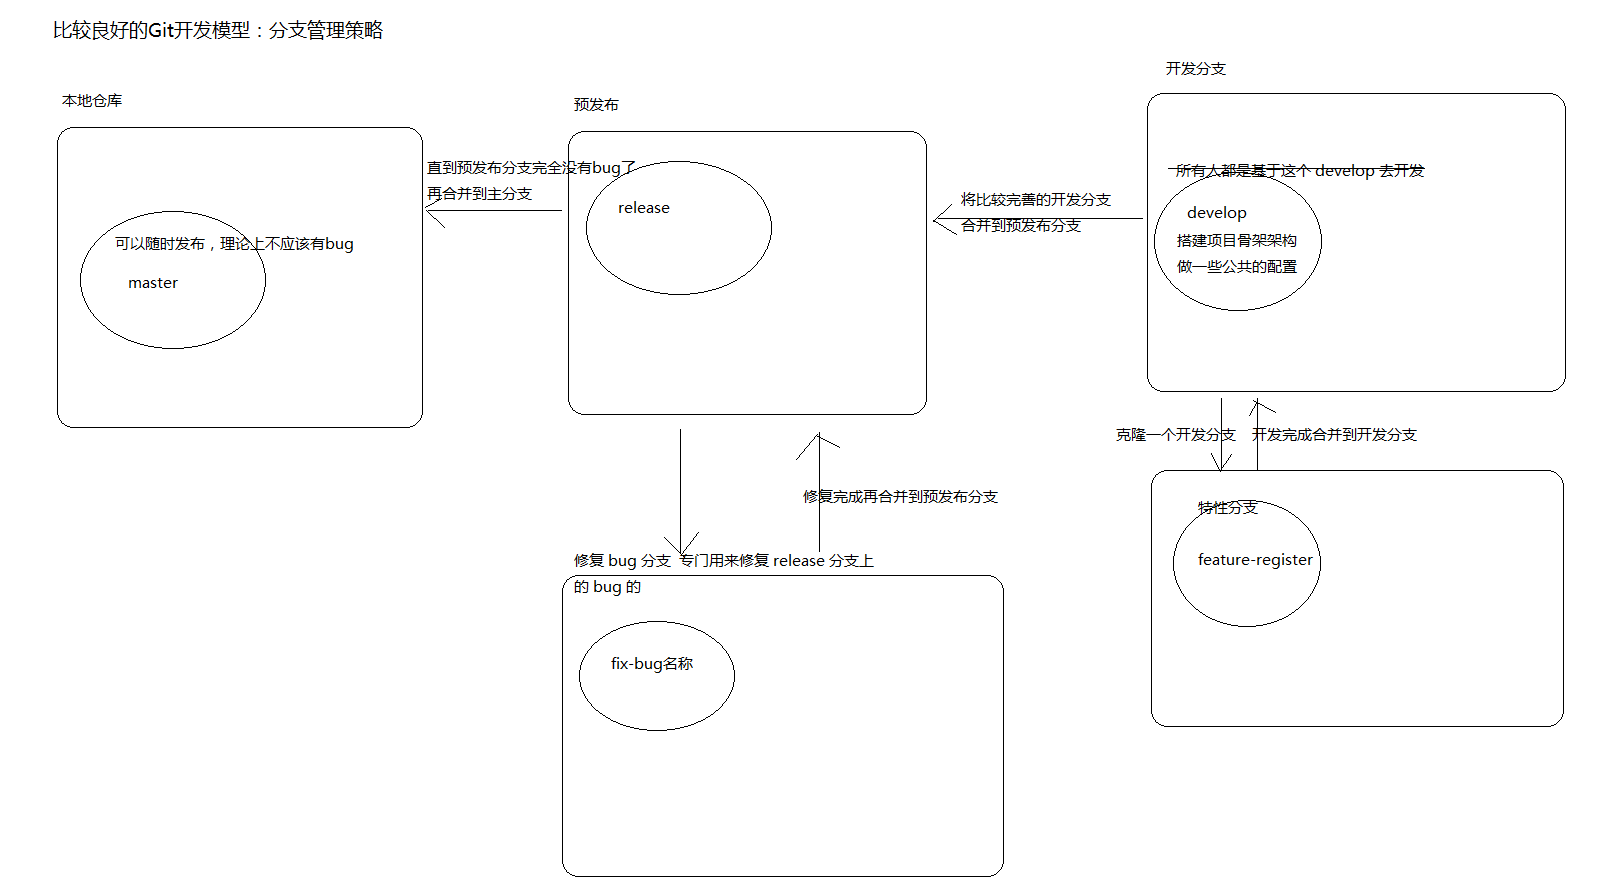 比较良好的Git开发模型：分支管理策略
本地仓库
可以随时发布，理论上不应该有bug
master
直到预发布分支完全没有bug了
再合并到主分支
预发布
release
将比较完善的开发分支
合并到预发布分支
开发分支
所有人都是基于这个 develop 去开发
develop
搭建项目骨架架构
做一些公共的配置
克隆一个开发分支
开发完成合并到开发分支
修复完成再合并到预发布分支
特性分支
feature-register
修复 bug 分支  专门用来修复 release 分支上
的 bug 的
fix-bug名称